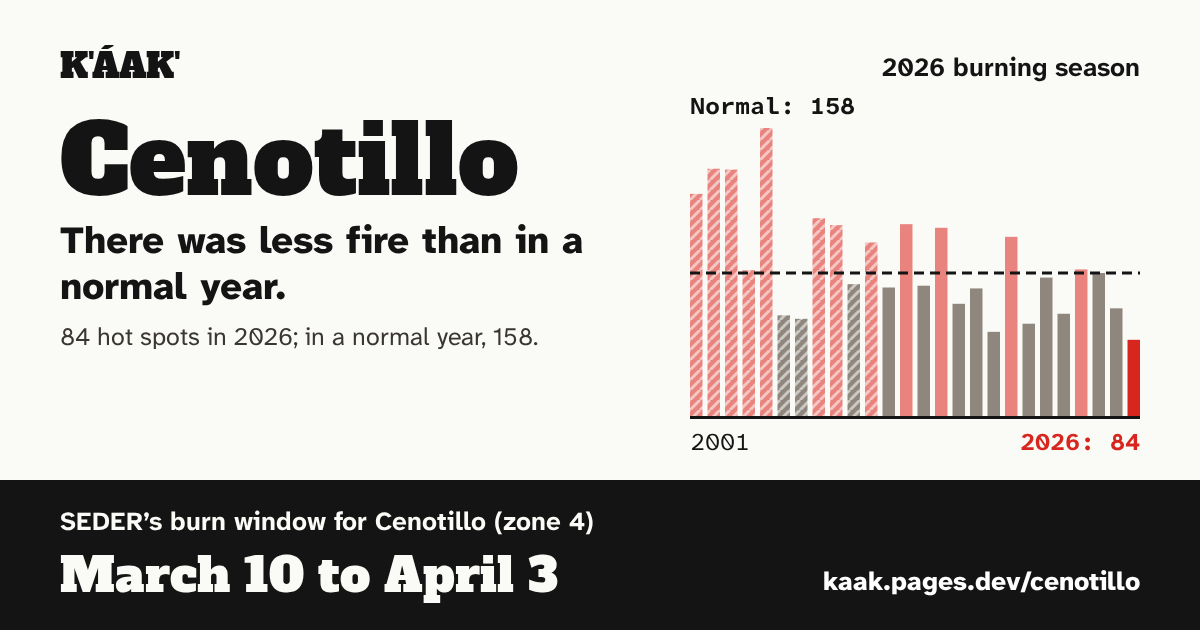 K'ÁAK'
2026 burning season
Cenotillo
There was less fire than in a
normal year.
84 hot spots in 2026; in a normal year, 158.
Normal: 158
2001
2026: 84
SEDER’s burn window for Cenotillo (zone 4)
March 10 to April 3
kaak.pages.dev/cenotillo